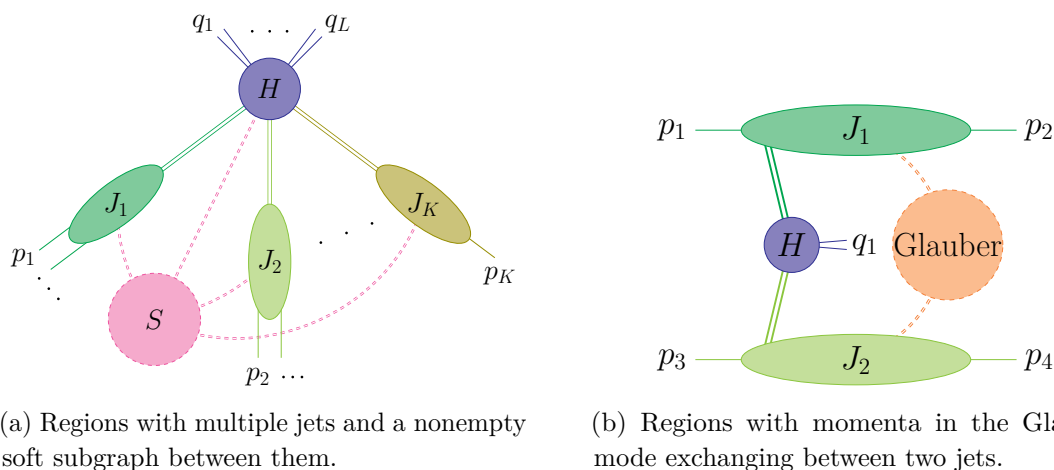 q1 . . . qL
H
J1 J2 . . . JK
p1 . . .
S
p2 ... pK
p1 J1 p2
H q1 Glauber
p3 J2 p4
(a) Regions with multiple jets and a nonempty
soft subgraph between them.
(b) Regions with momenta in the Gla
mode exchanging between two jets.